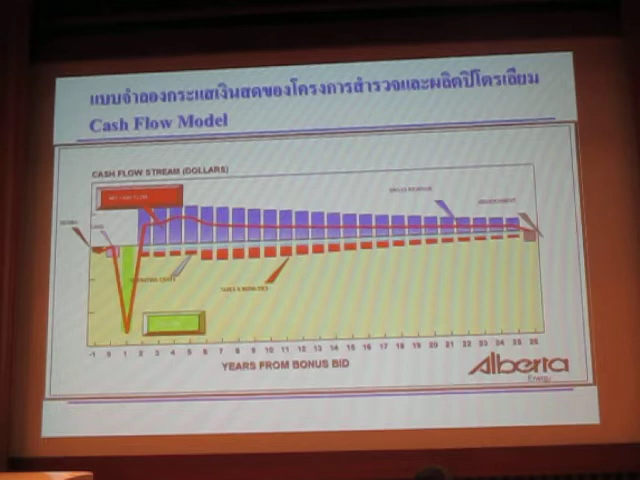 แบบจำลองกระแสเงินสดของโครงการสำรวจและผลิตปิโตรเลียม
Cash Flow Model
CASH FLOW STREAM (DOLLARS)
NET CASH FLOW
GROSS REVENUE
ABANDONMENT
OPERATING COSTS
TAXES & ROYALTIES
-1 0 1 2 3 4 5 6 7 8 9 10 11 12 13 14 15 16 17 18 19 20 21 22 23 24 25 26
YEARS FROM BONUS BID
Alberta
Energy